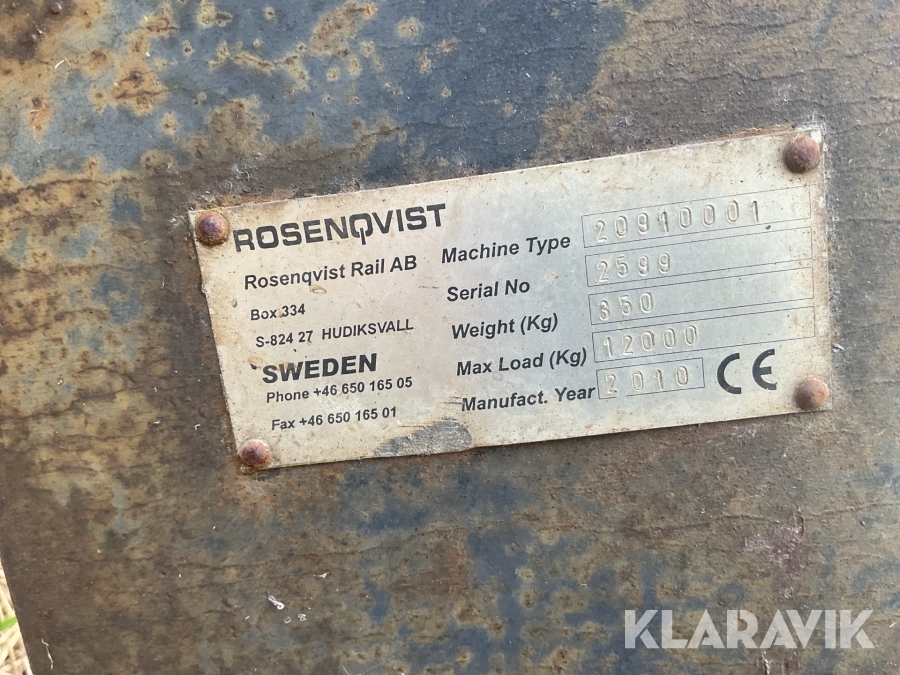 ROSENQVIST
Rosenqvist Rail AB
Box 334
S-824 27 HUDIKSVALL
SWEDEN
Phone +46 650 165 05
Fax +46 650 165 01
Machine Type 20910001
Serial No 2599
Weight (Kg) 350
Max Load (Kg) 12000
Manufact. Year 2010
CE
KLARAVIK